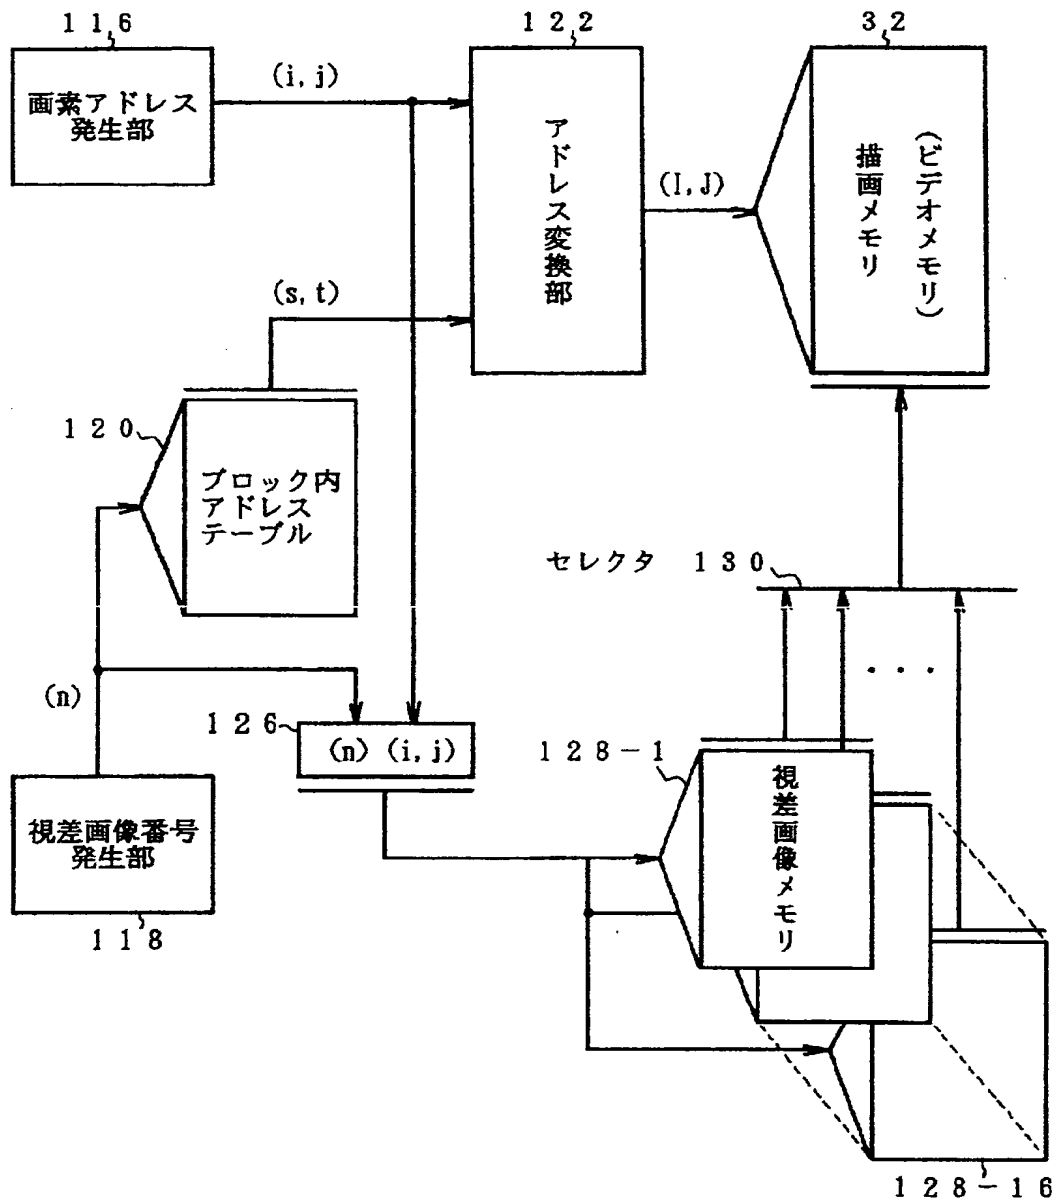 １１６
画素アドレス
発生部
(i,j)
１２２
アドレス変換部
(I,J)
３２
描画メモリ
(ビデオメモリ)
(s,t)
１２０
ブロック内
アドレス
テーブル
セレクタ １３０
・・・
(n)
１２６
(n) (i,j)
視差画像番号
発生部
１１８
１２８－１
視差画像メモリ
１２８－１６